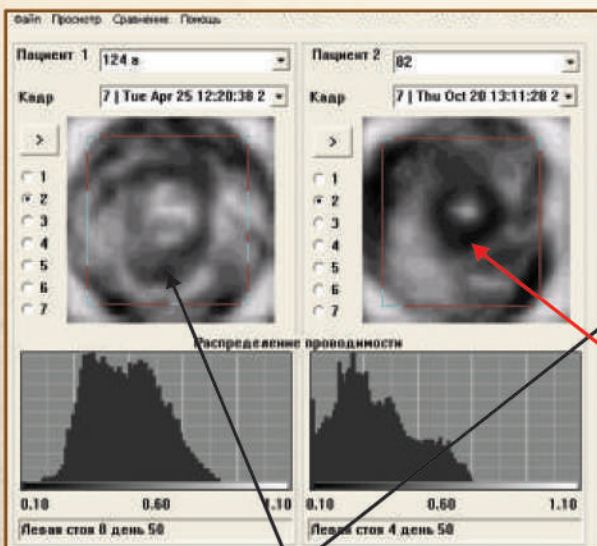 Файл Просмотр Сравнение Помощь
Пациент 1 124 а
Кадр 7 | Tue Apr 25 12:20:38 2
>
1
2
3
4
5
6
7
Пациент 2 82
Кадр 7 | Thu Oct 20 13:11:28 2
>
1
2
3
4
5
6
7
Распределение проводимости
0.10 0.60 1.10
Левая стоя 8 день 50
0.10 0.60 1.10
Левая стоя 4 день 50